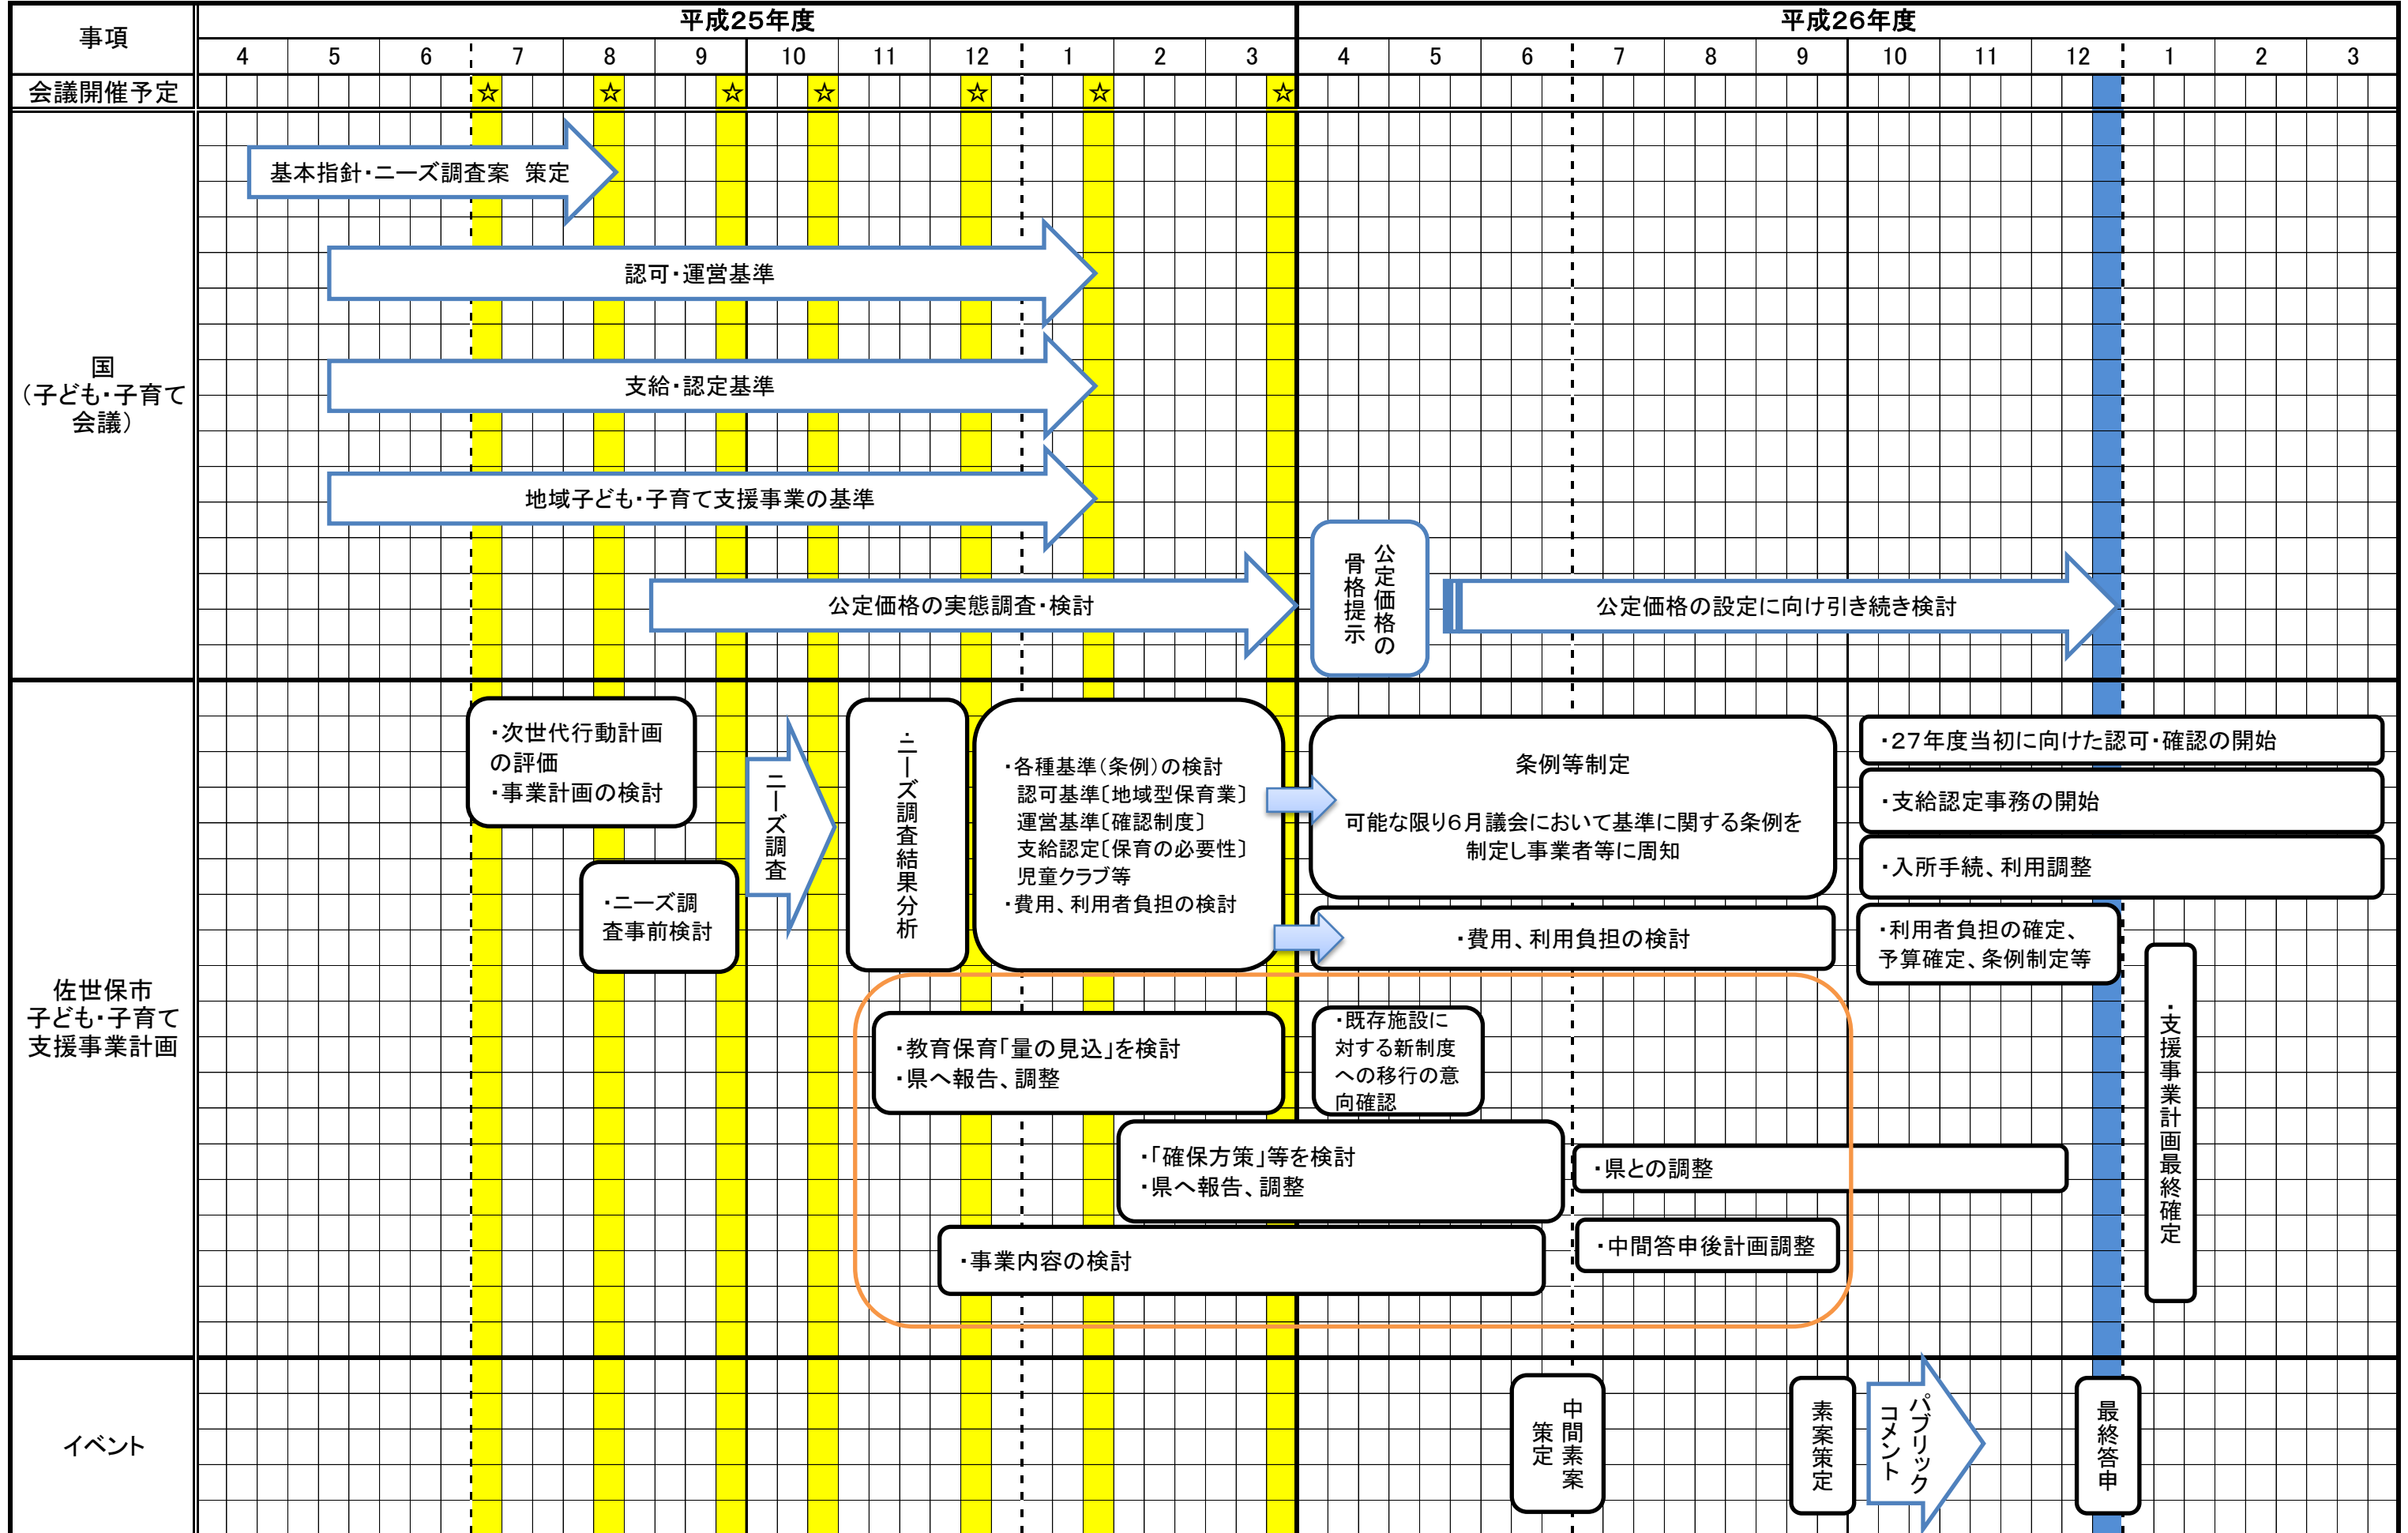 事項
平成25年度
平成26年度
4 5 6 7 8 9 10 11 12 1 2 3 4 5 6 7 8 9 10 11 12 1 2 3
会議開催予定
☆ ☆ ☆ ☆ ☆ ☆ ☆
国
（子ども・子育て
会議）
基本指針・ニーズ調査案 策定
認可・運営基準
支給・認定基準
地域子ども・子育て支援事業の基準
公定価格の実態調査・検討
公定価格の
骨格提示
公定価格の設定に向け引き続き検討
佐世保市
子ども・子育て
支援事業計画
・次世代行動計画
の評価
・事業計画の検討
・ニーズ調
査事前検討
ニーズ調査
・ニーズ調査結果分析
・各種基準（条例）の検討
認可基準〔地域型保育業〕
運営基準〔確認制度〕
支給認定〔保育の必要性〕
児童クラブ等
・費用、利用者負担の検討
条例等制定
可能な限り6月議会において基準に関する条例を
制定し事業者等に周知
・費用、利用負担の検討
・27年度当初に向けた認可・確認の開始
・支給認定事務の開始
・入所手続、利用調整
・利用者負担の確定、
予算確定、条例制定等
・教育保育「量の見込」を検討
・県へ報告、調整
・既存施設に
対する新制度
への移行の意
向確認
・「確保方策」等を検討
・県へ報告、調整
・県との調整
・事業内容の検討
・中間答申後計画調整
・支援事業計画最終確定
イベント
中間素案
策定
素案策定
パブリック
コメント
最終答申